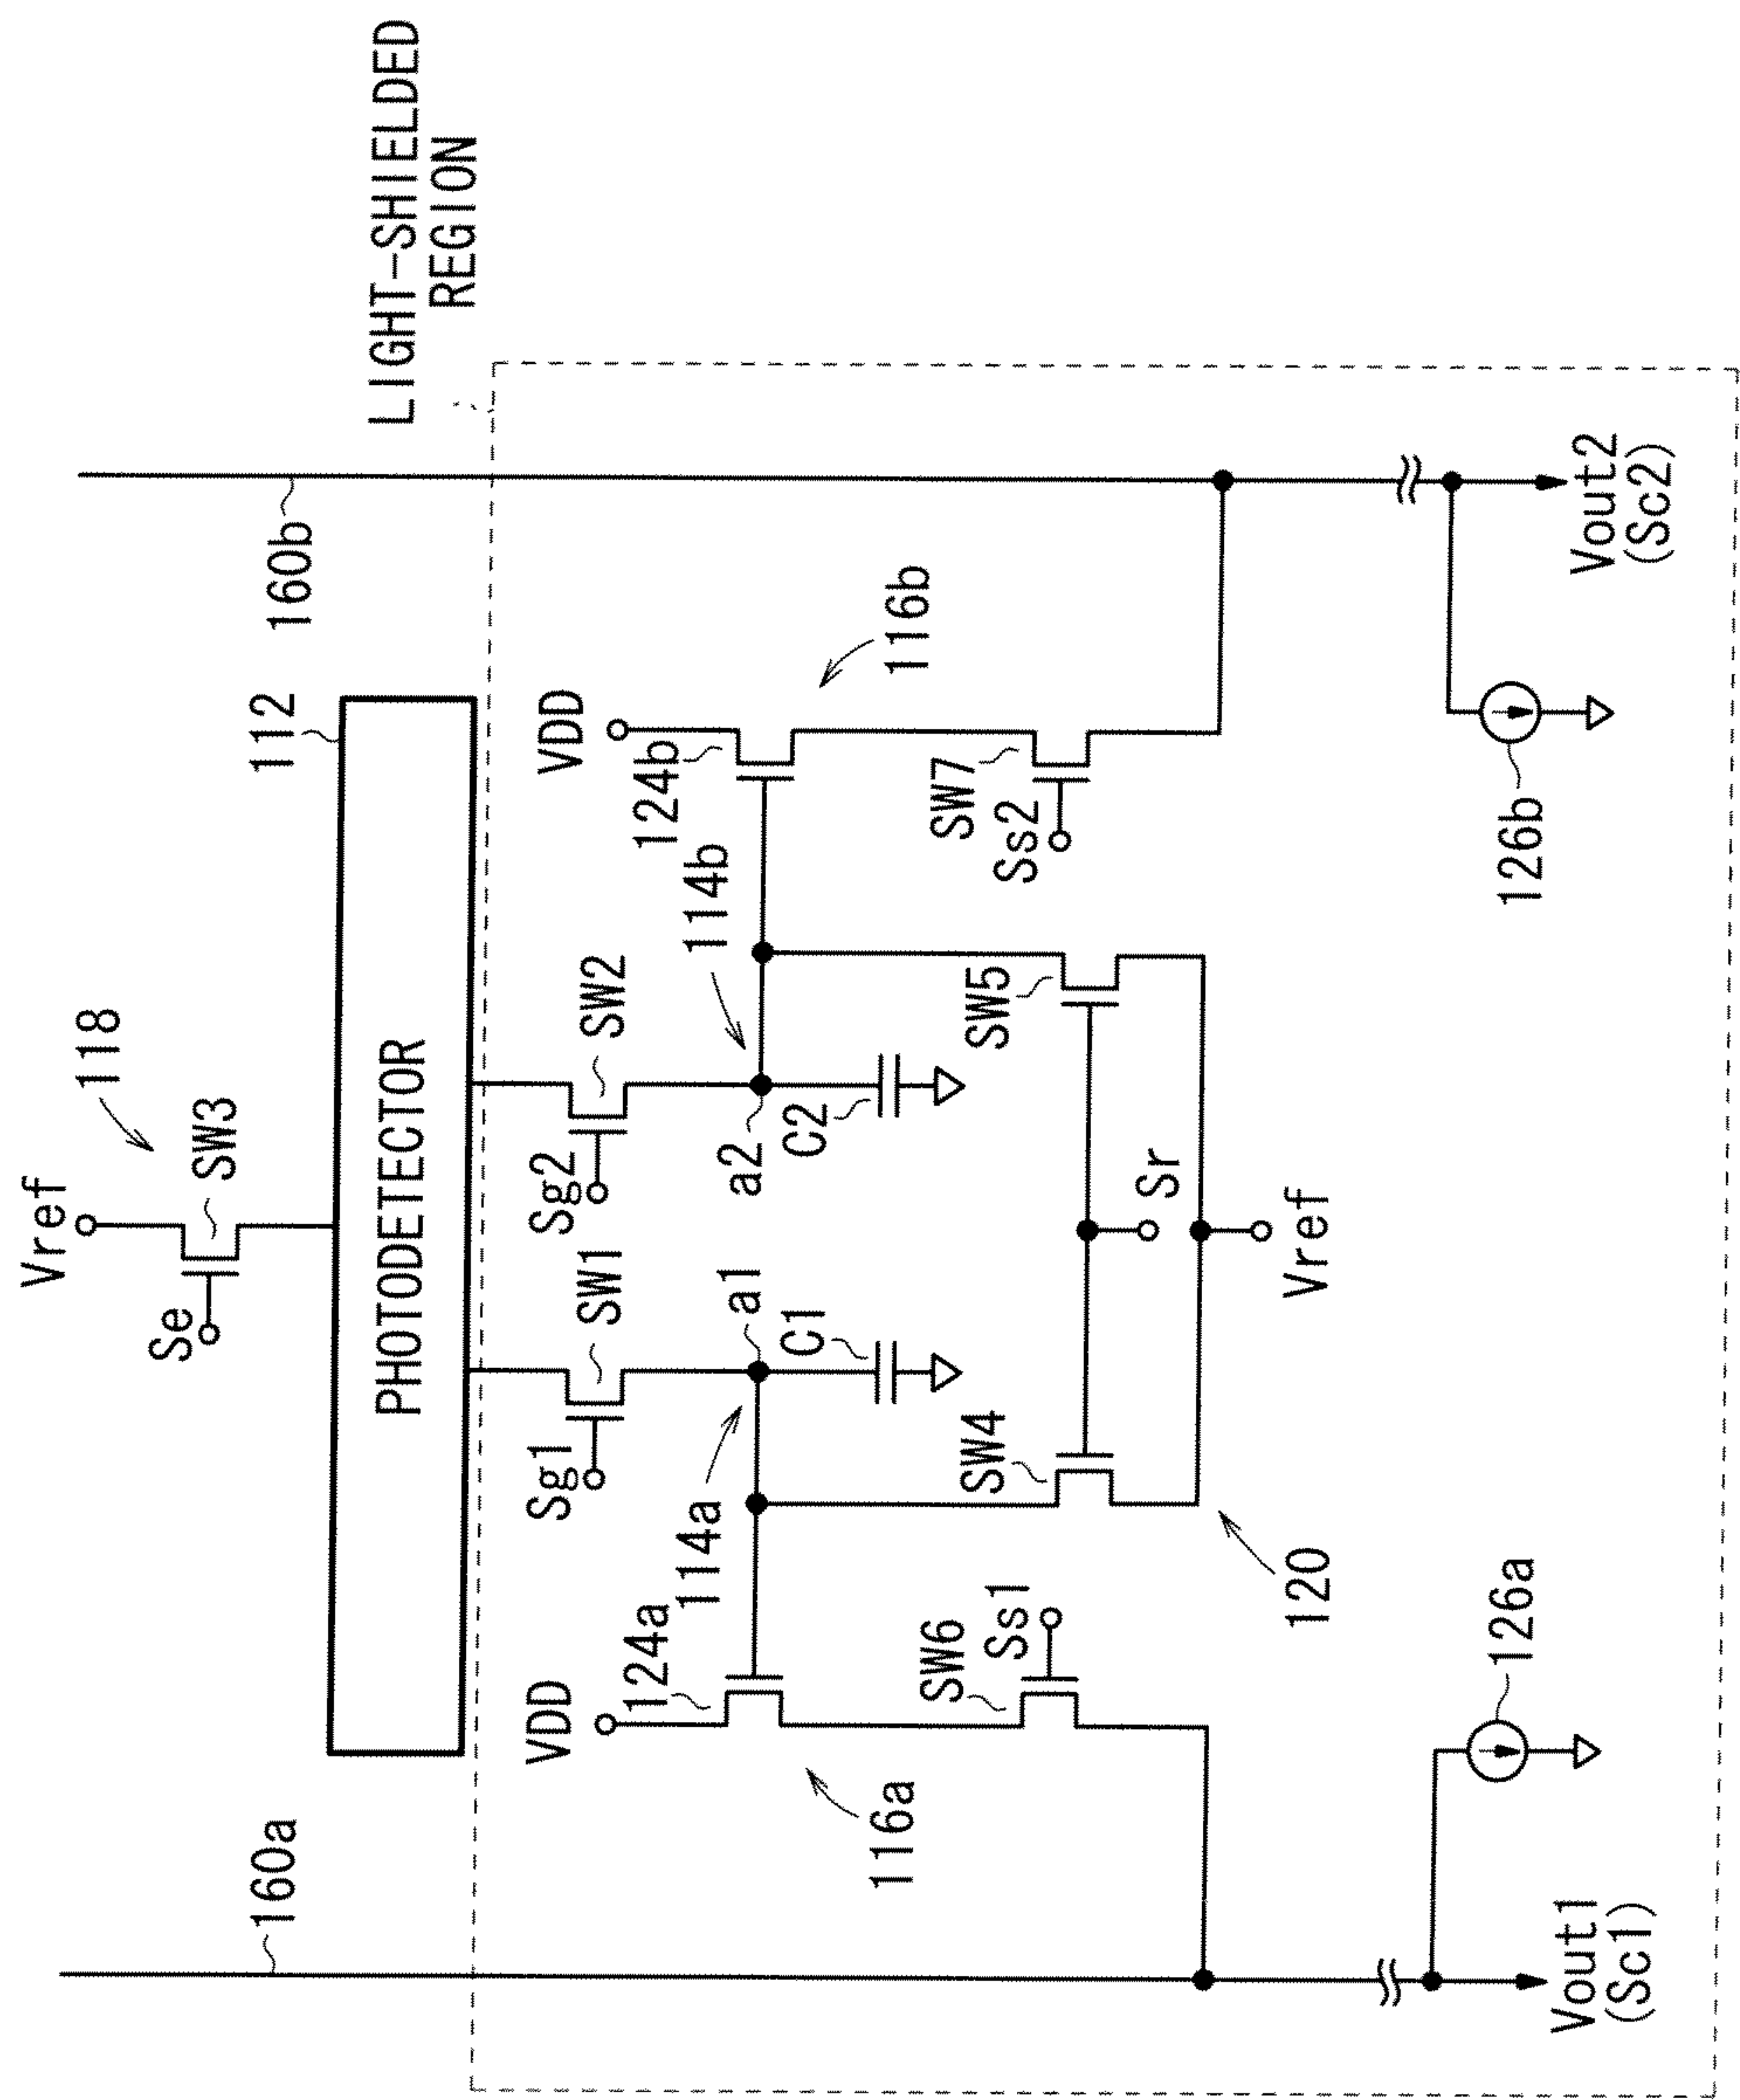 Vref
118
SW3
Se
LIGHT-SHIELDED
REGION
160a
112
160b
PHOTODETECTOR
Sg1
SW1
Sg2
SW2
VDD
124a
114a
a1
a2
114b
124b
VDD
C1
C2
116a
116b
SW6
Ss1
SW4
SW5
SW7
Ss2
Sr
120
Vref
126a
126b
Vout1
(Sc1)
Vout2
(Sc2)